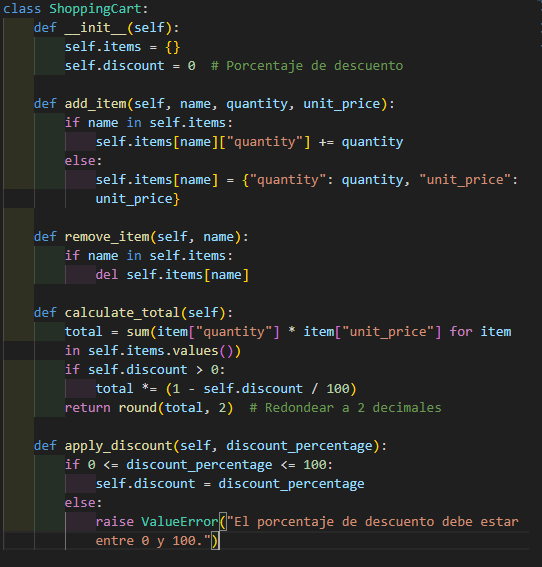 class ShoppingCart:
    def __init__(self):
        self.items = {}
        self.discount = 0  # Porcentaje de descuento

    def add_item(self, name, quantity, unit_price):
        if name in self.items:
            self.items[name]["quantity"] += quantity
        else:
            self.items[name] = {"quantity": quantity, "unit_price":
            unit_price}

    def remove_item(self, name):
        if name in self.items:
            del self.items[name]

    def calculate_total(self):
        total = sum(item["quantity"] * item["unit_price"] for item
        in self.items.values())
        if self.discount > 0:
            total *= (1 - self.discount / 100)
        return round(total, 2)  # Redondear a 2 decimales

    def apply_discount(self, discount_percentage):
        if 0 <= discount_percentage <= 100:
            self.discount = discount_percentage
        else:
            raise ValueError("El porcentaje de descuento debe estar
            entre 0 y 100.")